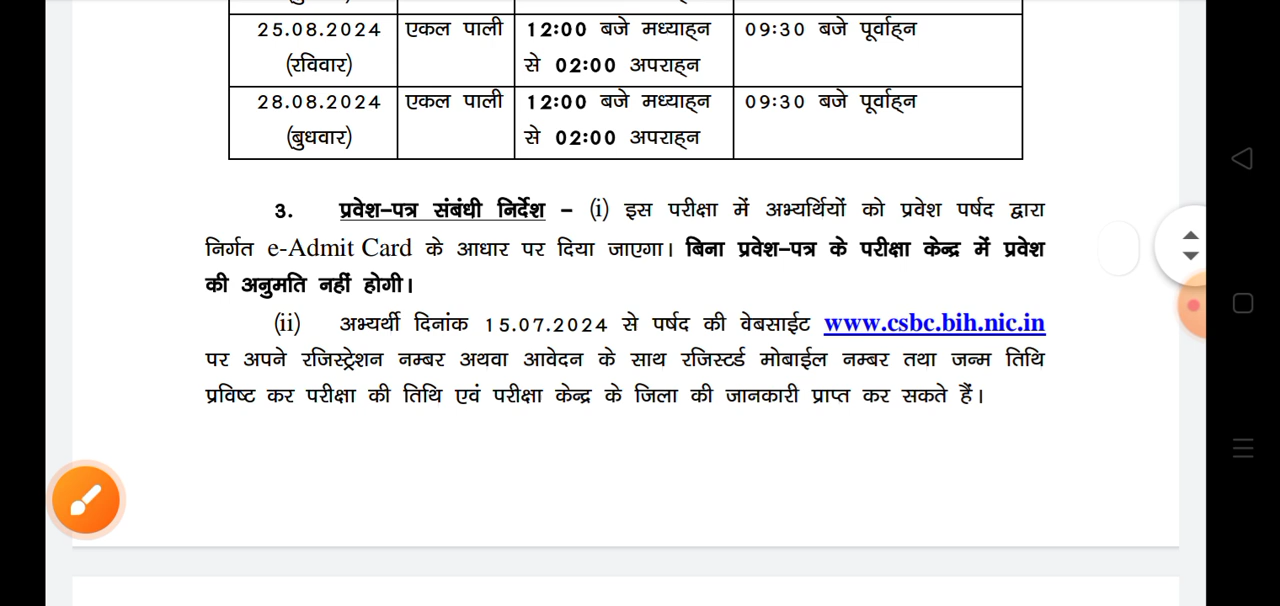 25.08.2024 एकल पाली 12:00 बजे मध्याह्न 09:30 बजे पूर्वाह्न
(रविवार) से 02:00 अपराह्न
28.08.2024 एकल पाली 12:00 बजे मध्याह्न 09:30 बजे पूर्वाह्न
(बुधवार) से 02:00 अपराह्न
3. प्रवेश-पत्र संबंधी निर्देश – (i) इस परीक्षा में अभ्यर्थियों को प्रवेश पर्षद द्वारा
निर्गत e-Admit Card के आधार पर दिया जाएगा। बिना प्रवेश-पत्र के परीक्षा केन्द्र में प्रवेश
की अनुमति नहीं होगी।
(ii) अभ्यर्थी दिनांक 15.07.2024 से पर्षद की वेबसाईट www.csbc.bih.nic.in
पर अपने रजिस्ट्रेशन नम्बर अथवा आवेदन के साथ रजिस्टर्ड मोबाईल नम्बर तथा जन्म तिथि
प्रविष्ट कर परीक्षा की तिथि एवं परीक्षा केन्द्र के जिला की जानकारी प्राप्त कर सकते हैं।